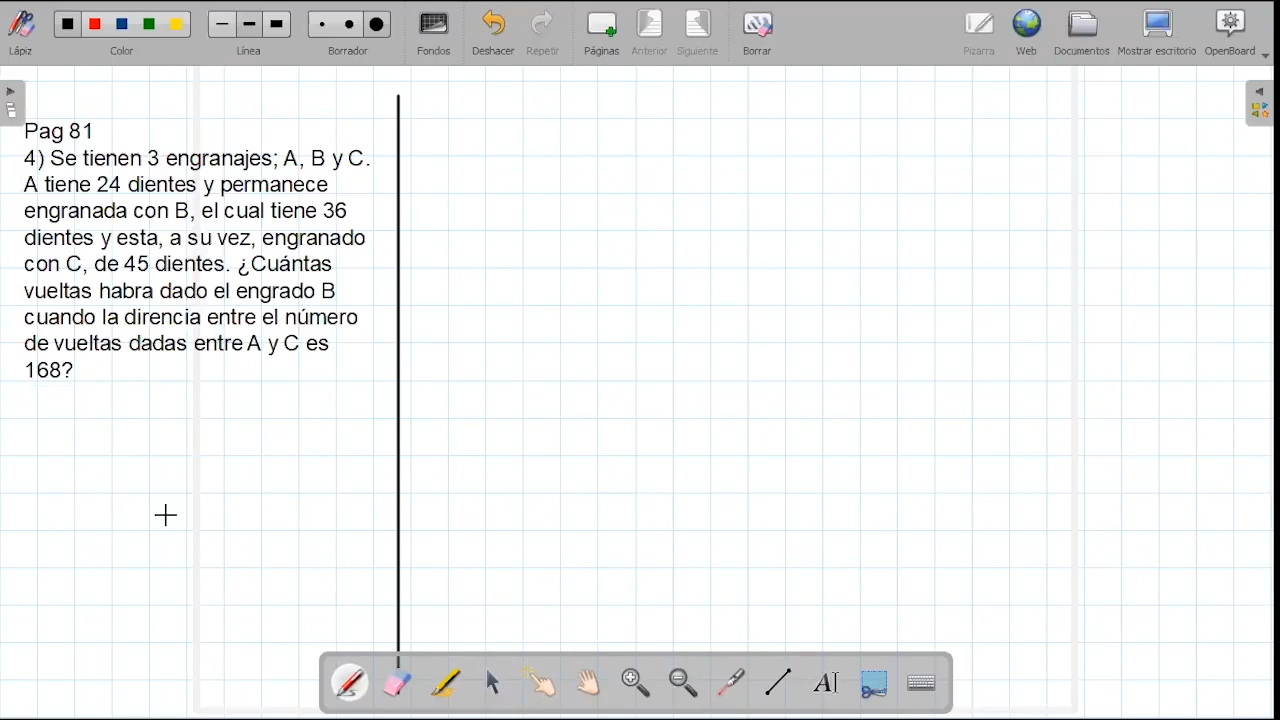 Lápiz
Color
Línea
Borrador
Fondos
Deshacer
Repetir
Páginas
Anterior
Siguiente
Borrar
Pizarra
Web
Documentos
Mostrar escritorio
OpenBoard
Pag 81
4) Se tienen 3 engranajes; A, B y C.
A tiene 24 dientes y permanece
engranada con B, el cual tiene 36
dientes y esta, a su vez, engranado
con C, de 45 dientes. ¿Cuántas
vueltas habra dado el engrado B
cuando la direncia entre el número
de vueltas dadas entre A y C es
168?
AI